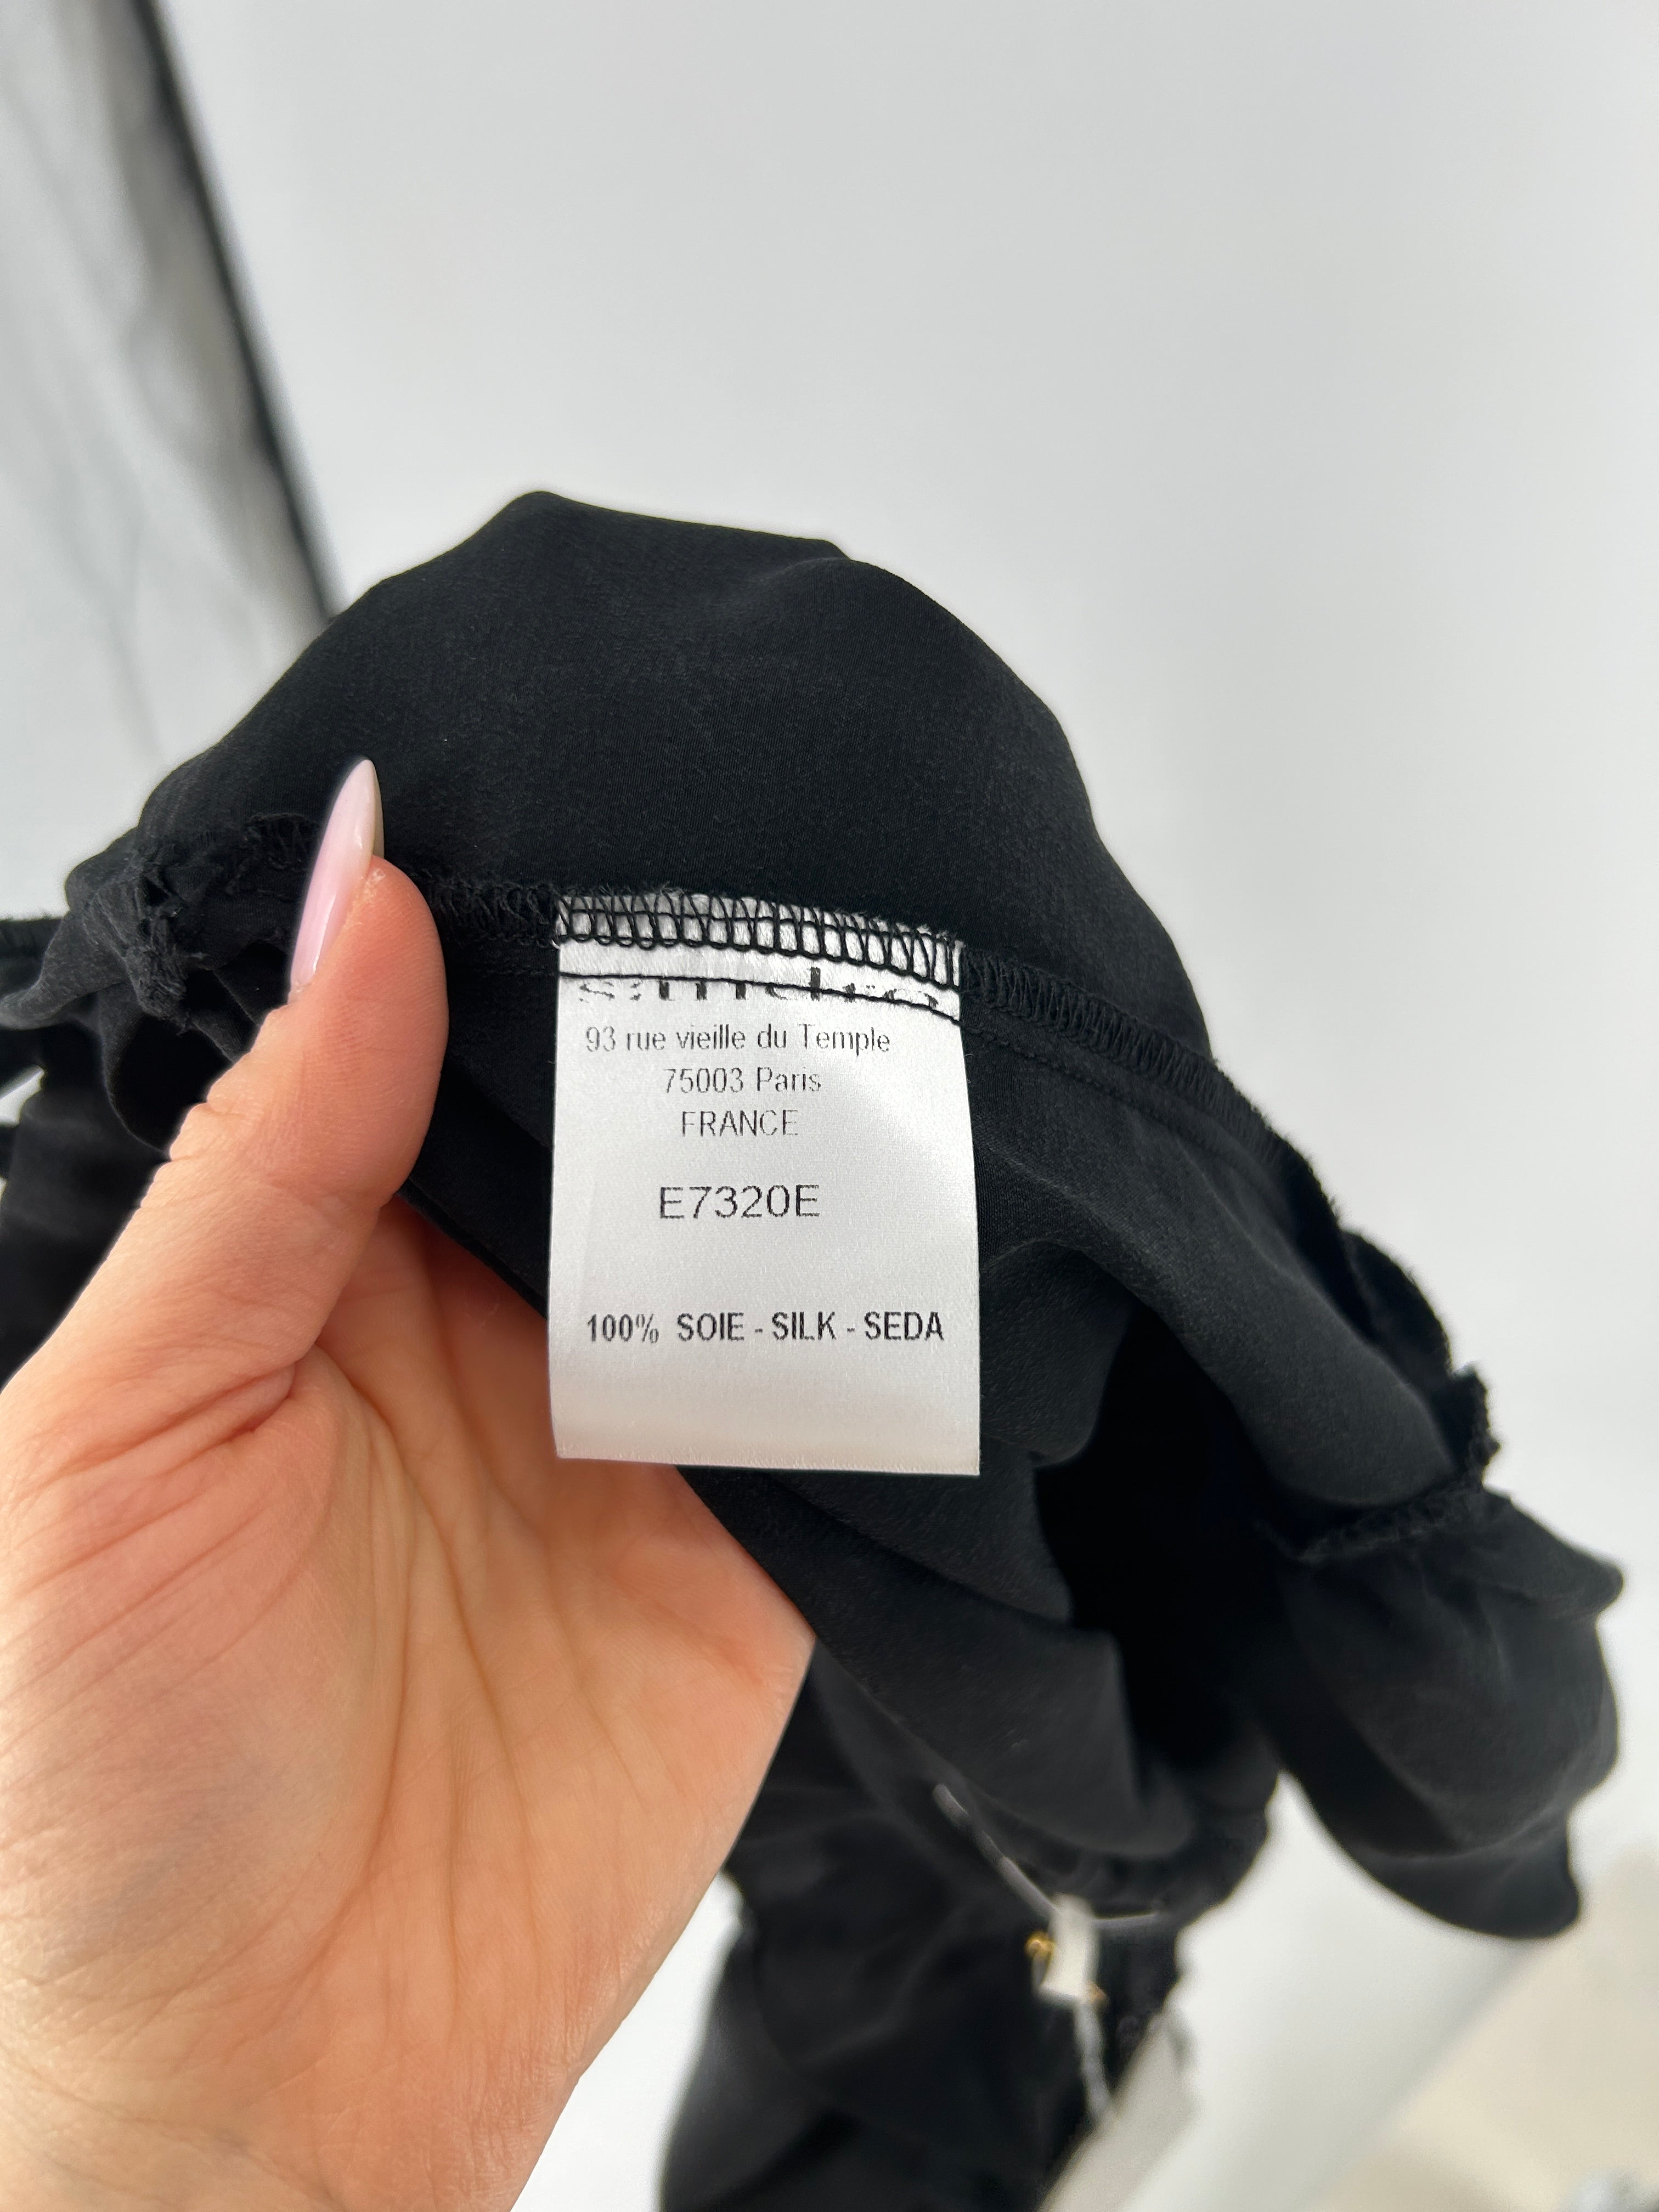 93 rue vieille du Temple
75003 Paris
FRANCE
E7320E
100% SOIE - SILK - SEDA